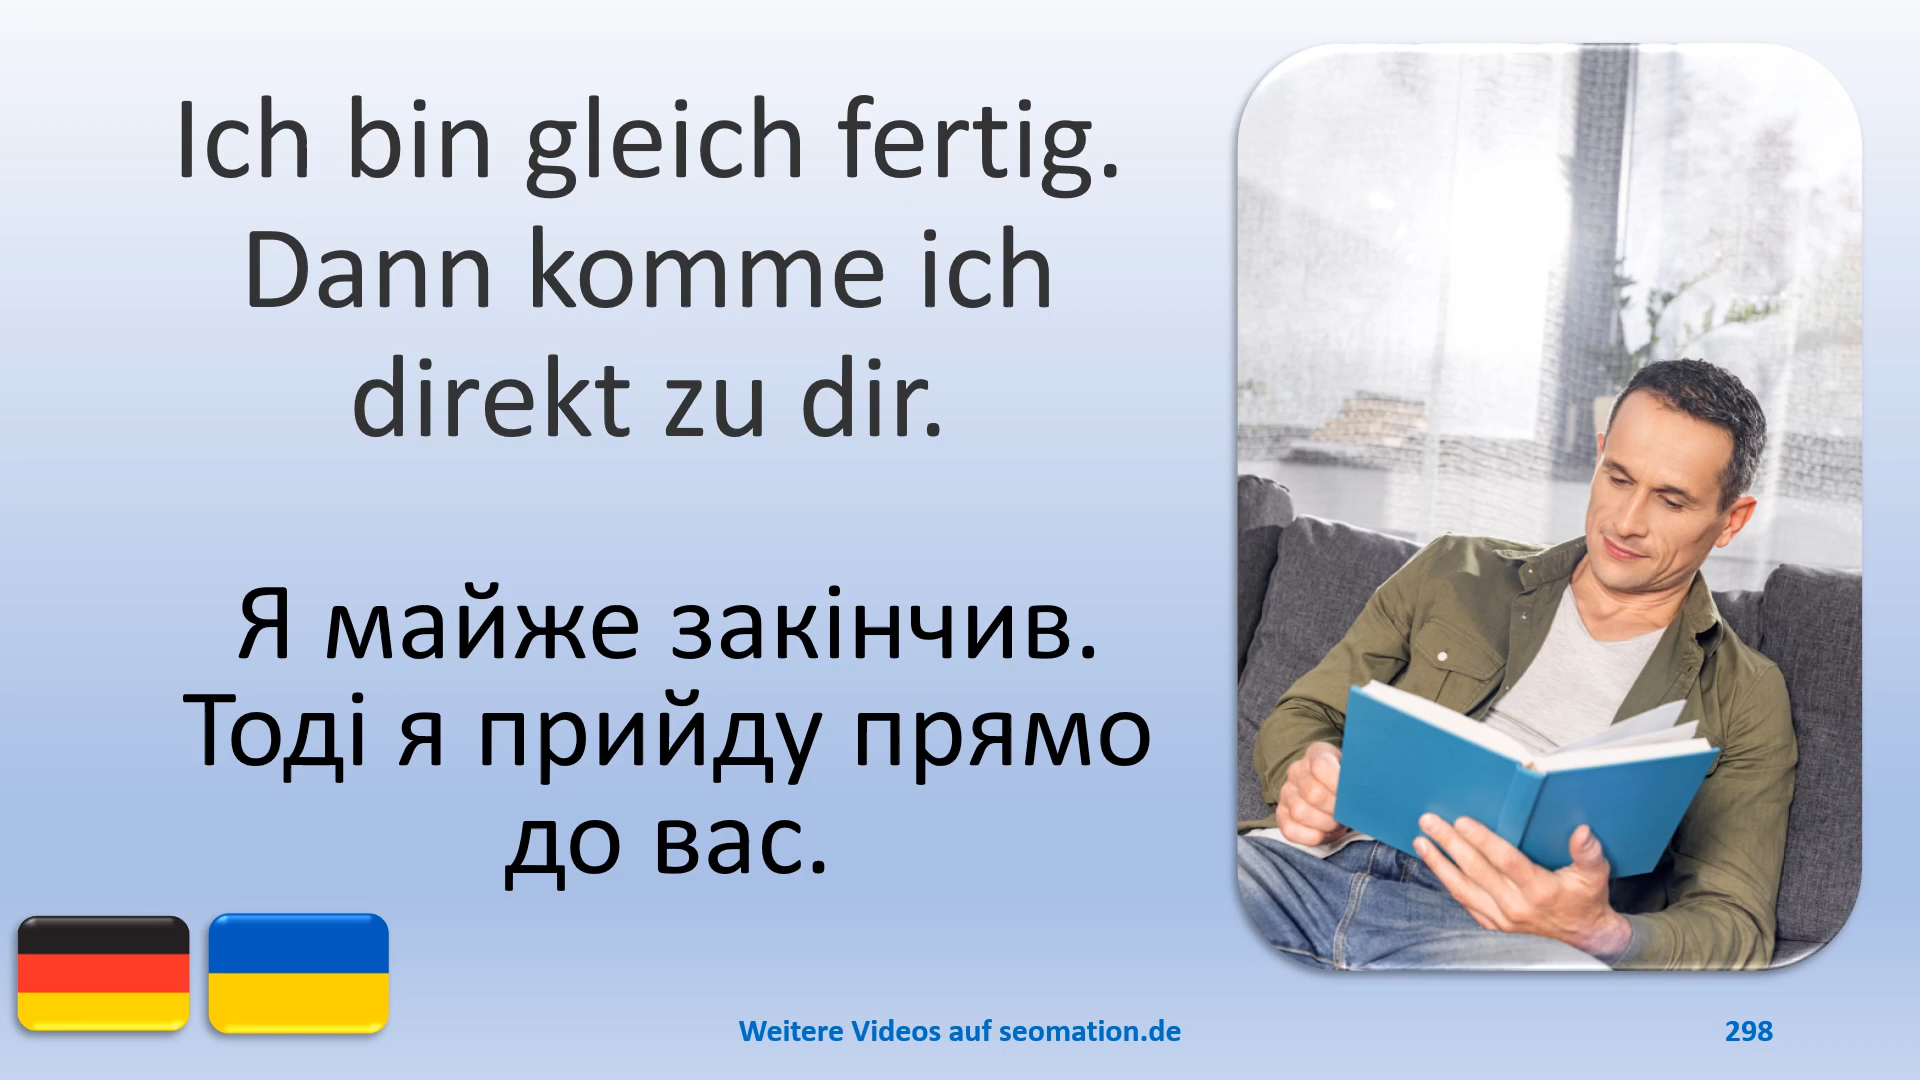 Ich bin gleich fertig.
Dann komme ich
direkt zu dir.
Я майже закінчив.
Тоді я прийду прямо
до вас.
Weitere Videos auf seomation.de
298